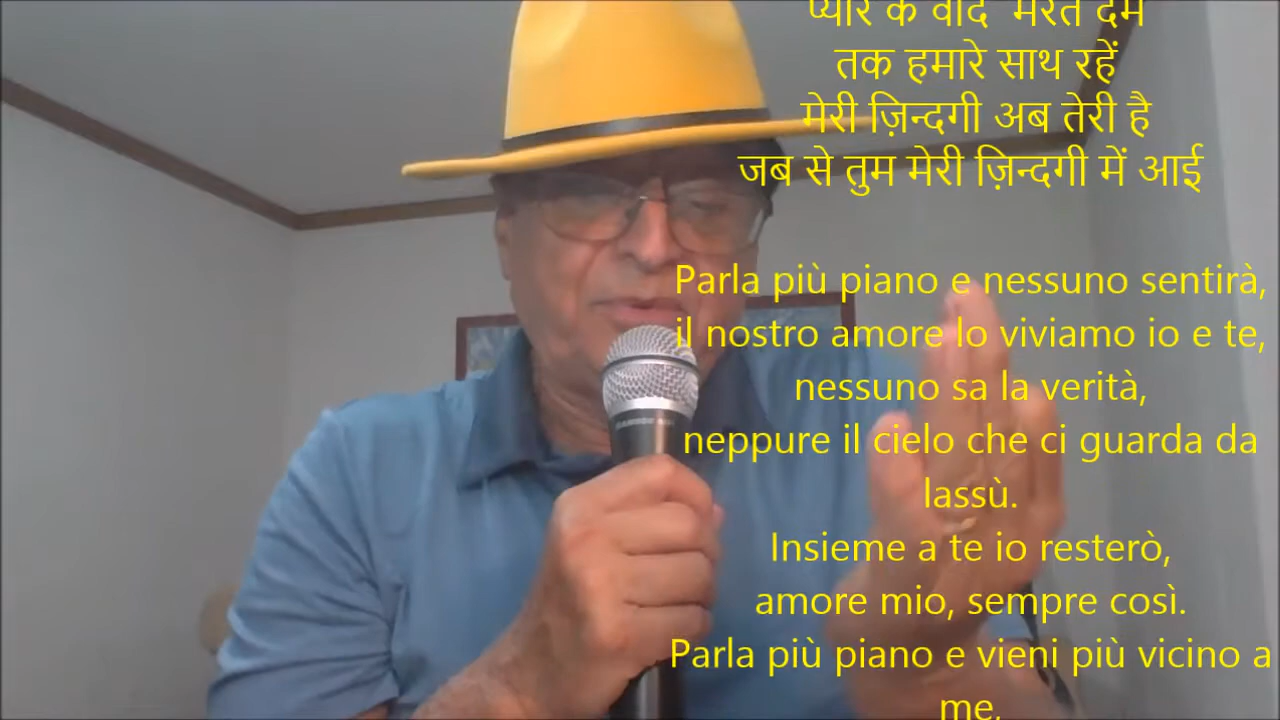 प्यार के वादे मरते दम
तक हमारे साथ रहें
मेरी ज़िन्दगी अब तेरी है
जब से तुम मेरी ज़िन्दगी में आई
Parla più piano e nessuno sentirà,
il nostro amore lo viviamo io e te,
nessuno sa la verità,
neppure il cielo che ci guarda da
lassù.
Insieme a te io resterò,
amore mio, sempre così.
Parla più piano e vieni più vicino a
me,